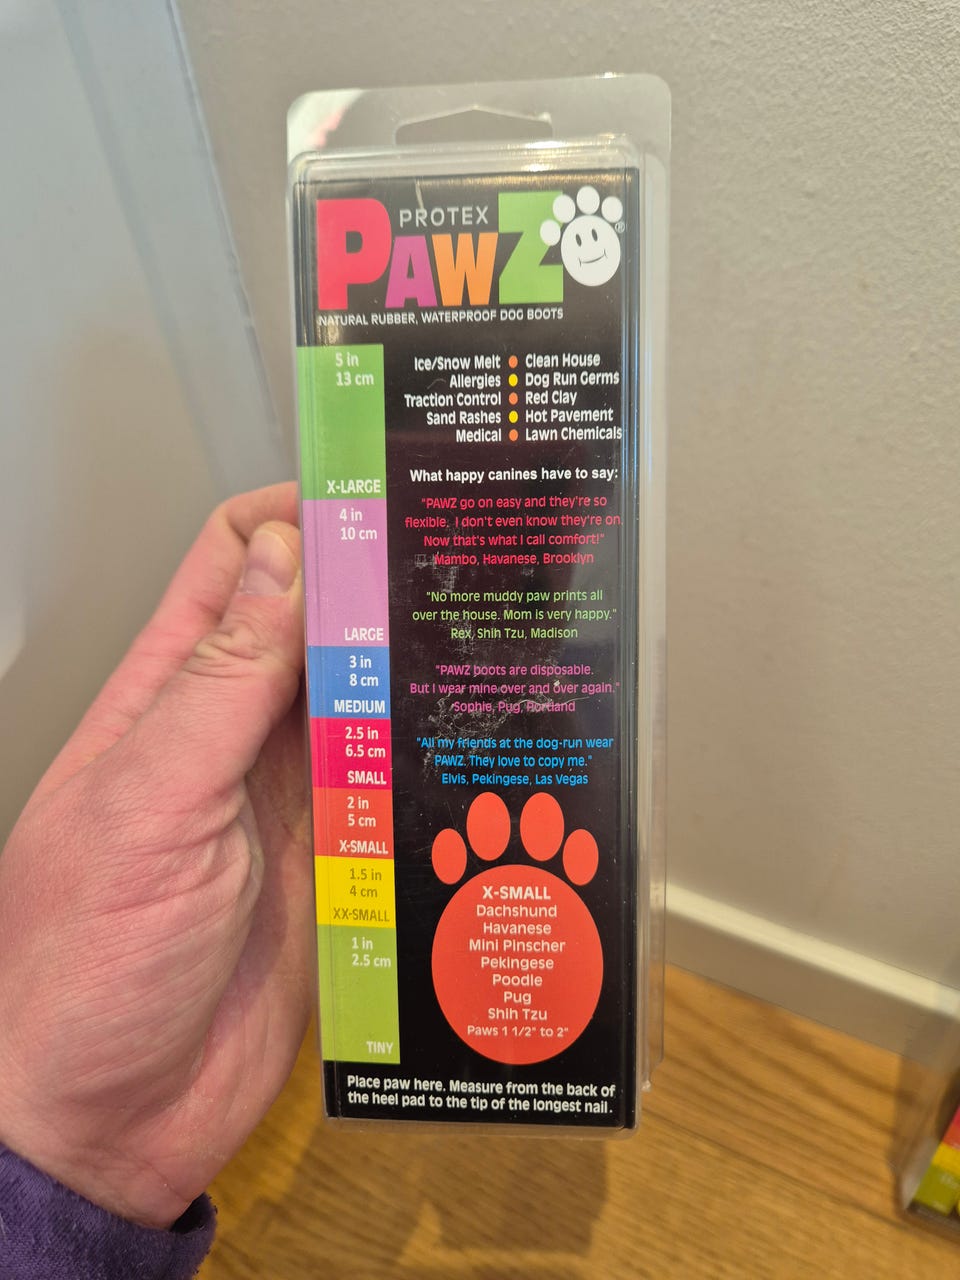 PROTEX
PAWZ®
NATURAL RUBBER, WATERPROOF DOG BOOTS
5 in
13 cm
X-LARGE
4 in
10 cm
LARGE
3 in
8 cm
MEDIUM
2.5 in
6.5 cm
SMALL
2 in
5 cm
X-SMALL
1.5 in
4 cm
XX-SMALL
1 in
2.5 cm
TINY
Ice/Snow Melt ● Clean House
Allergies ● Dog Run Germs
Traction Control ● Red Clay
Sand Rashes ● Hot Pavement
Medical ● Lawn Chemicals
What happy canines have to say:
"PAWZ go on easy and they're so
flexible, I don't even know they're on.
Now that's what I call comfort!"
Mambo, Havanese, Brooklyn
"No more muddy paw prints all
over the house. Mom is very happy."
Rex, Shih Tzu, Madison
"PAWZ boots are disposable.
But I wear mine over and over again."
Sophie, Pug, Portland
"All my friends at the dog-run wear
PAWZ. They love to copy me."
Elvis, Pekingese, Las Vegas
X-SMALL
Dachshund
Havanese
Mini Pinscher
Pekingese
Poodle
Pug
Shih Tzu
Paws 1 1/2" to 2"
Place paw here. Measure from the back of
the heel pad to the tip of the longest nail.